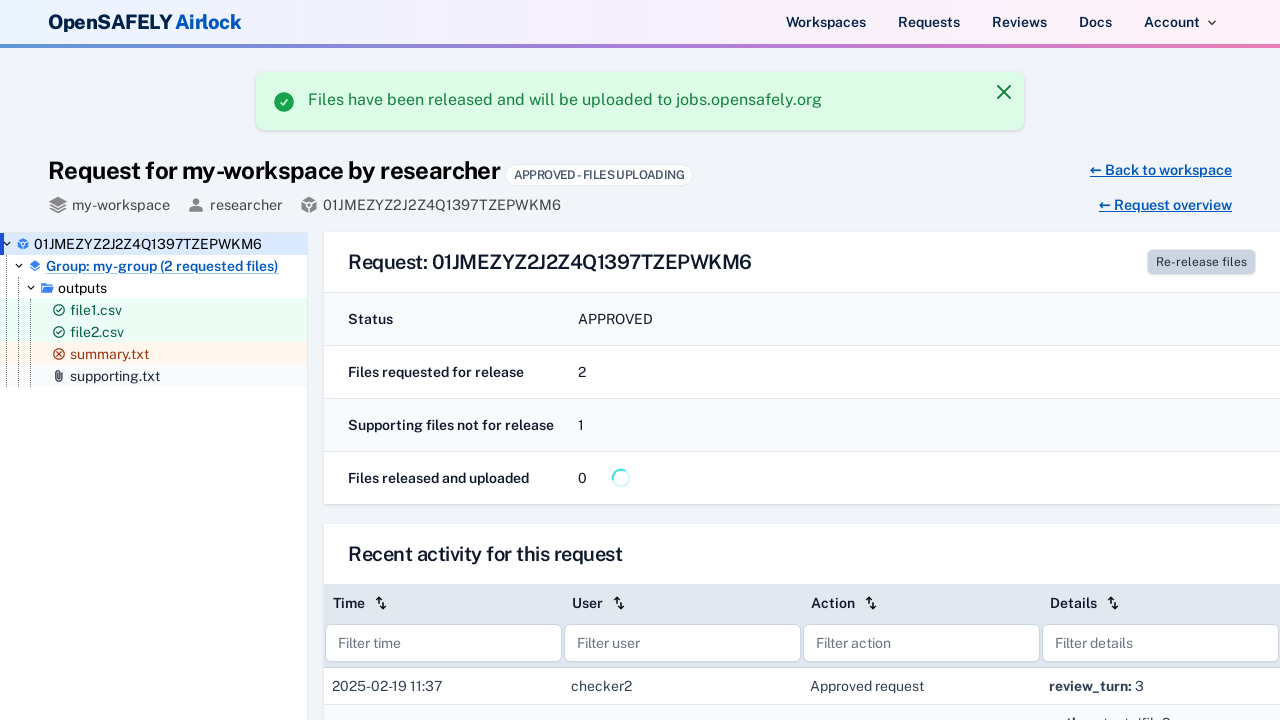 OpenSAFELY Airlock
Workspaces Requests Reviews Docs Account
Files have been released and will be uploaded to jobs.opensafely.org
Request for my-workspace by researcher APPROVED - FILES UPLOADING
← Back to workspace
my-workspace researcher 01JMEZYZ2J2Z4Q1397TZEPWKM6
← Request overview
01JMEZYZ2J2Z4Q1397TZEPWKM6
Group: my-group (2 requested files)
outputs
file1.csv
file2.csv
summary.txt
supporting.txt
Request: 01JMEZYZ2J2Z4Q1397TZEPWKM6
Re-release files
Status APPROVED
Files requested for release 2
Supporting files not for release 1
Files released and uploaded 0
Recent activity for this request
Time User Action Details
Filter time Filter user Filter action Filter details
2025-02-19 11:37 checker2 Approved request review_turn: 3